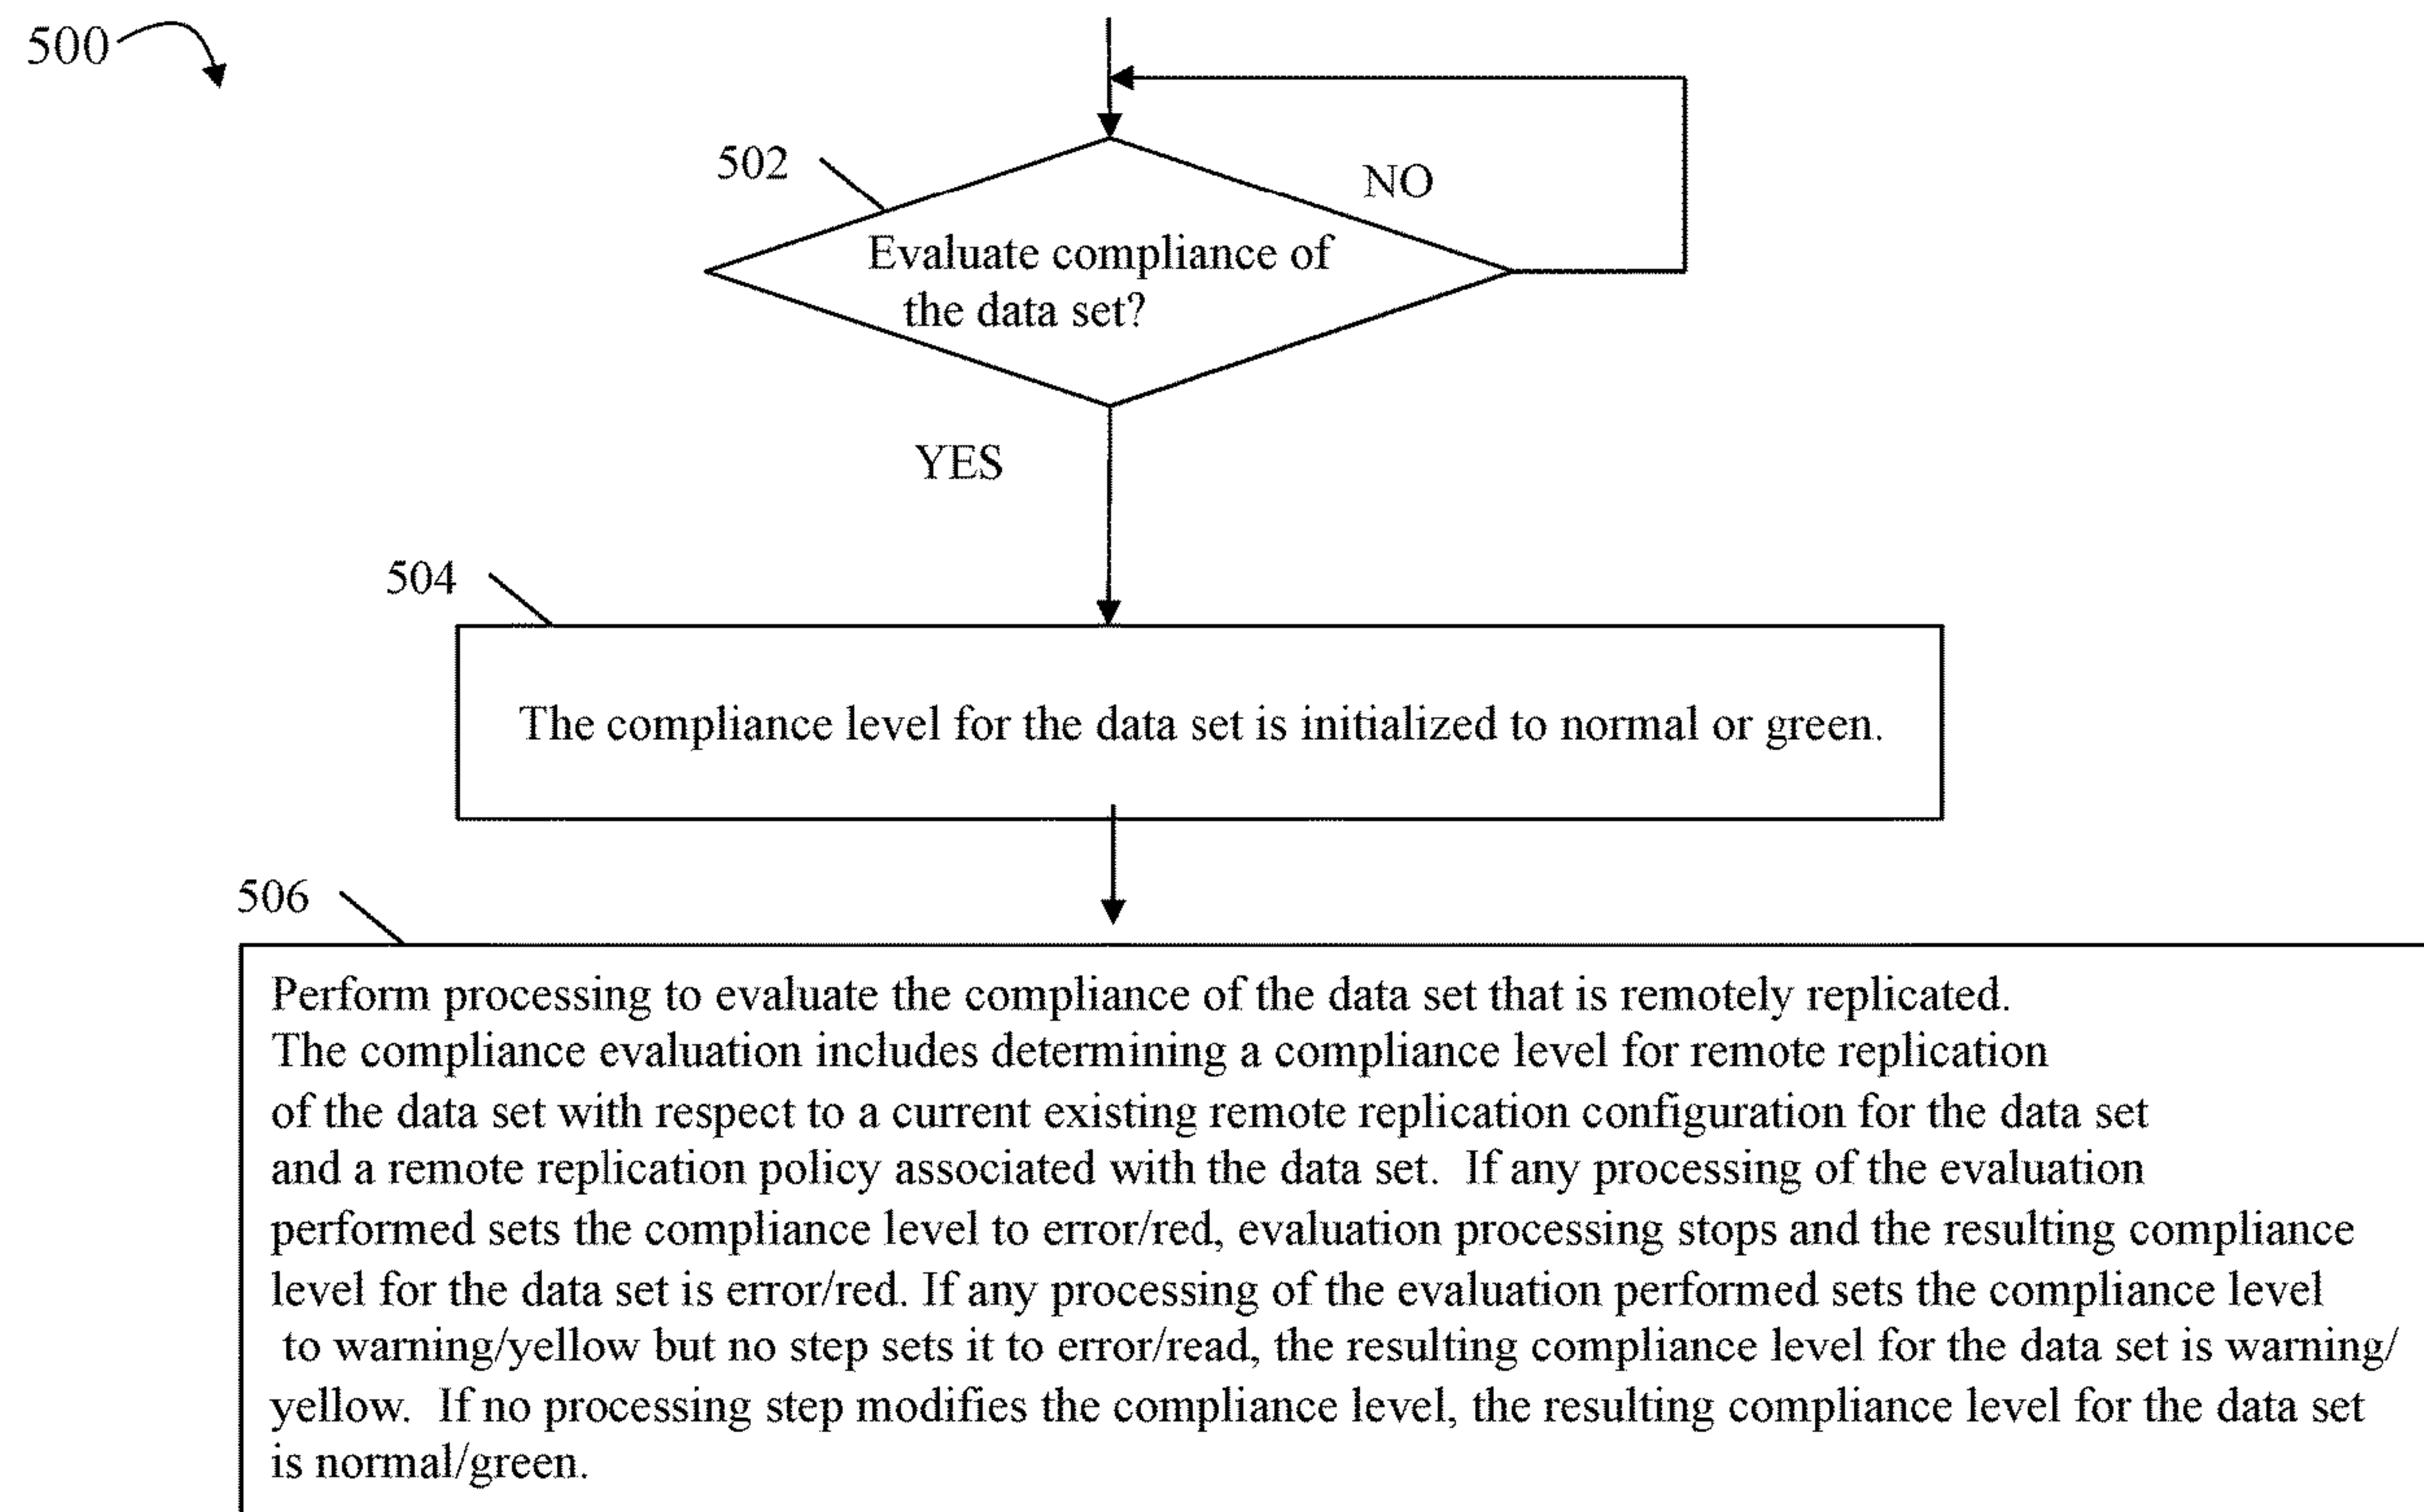 500
502
NO
Evaluate compliance of
the data set?
YES
504
The compliance level for the data set is initialized to normal or green.
506
Perform processing to evaluate the compliance of the data set that is remotely replicated.
The compliance evaluation includes determining a compliance level for remote replication
of the data set with respect to a current existing remote replication configuration for the data set
and a remote replication policy associated with the data set.  If any processing of the evaluation
performed sets the compliance level to error/red, evaluation processing stops and the resulting compliance
level for the data set is error/red. If any processing of the evaluation performed sets the compliance level
to warning/yellow but no step sets it to error/read, the resulting compliance level for the data set is warning/
yellow.  If no processing step modifies the compliance level, the resulting compliance level for the data set
is normal/green.